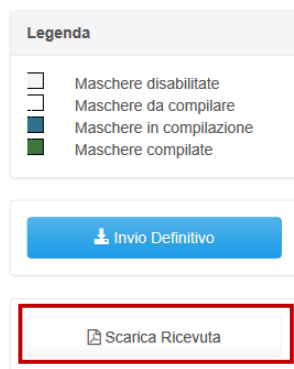 Legenda
Maschere disabilitate
Maschere da compilare
Maschere in compilazione
Maschere compilate
Invio Definitivo
Scarica Ricevuta